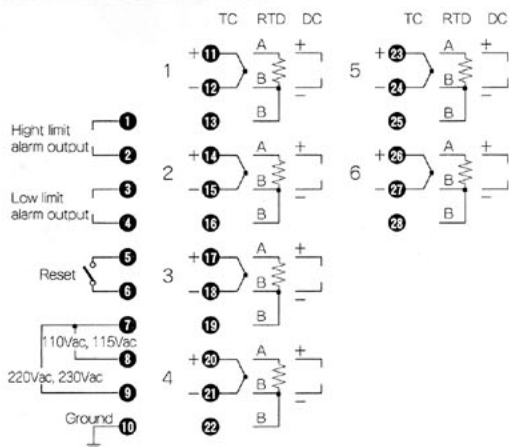 TC RTD DC
TC RTD DC
1
+ 11
- 12
13
A
B
B
+
-
5
+ 23
- 24
25
A
B
B
+
-
Hight limit
alarm output
1
2
2
+ 14
- 15
16
A
B
B
+
-
6
+ 26
- 27
28
A
B
B
+
-
Low limit
alarm output
3
4
Reset
5
6
3
+ 17
- 18
19
A
B
B
+
-
7
110Vac, 115Vac
8
220Vac, 230Vac
9
4
+ 20
- 21
22
A
B
B
+
-
Ground
10